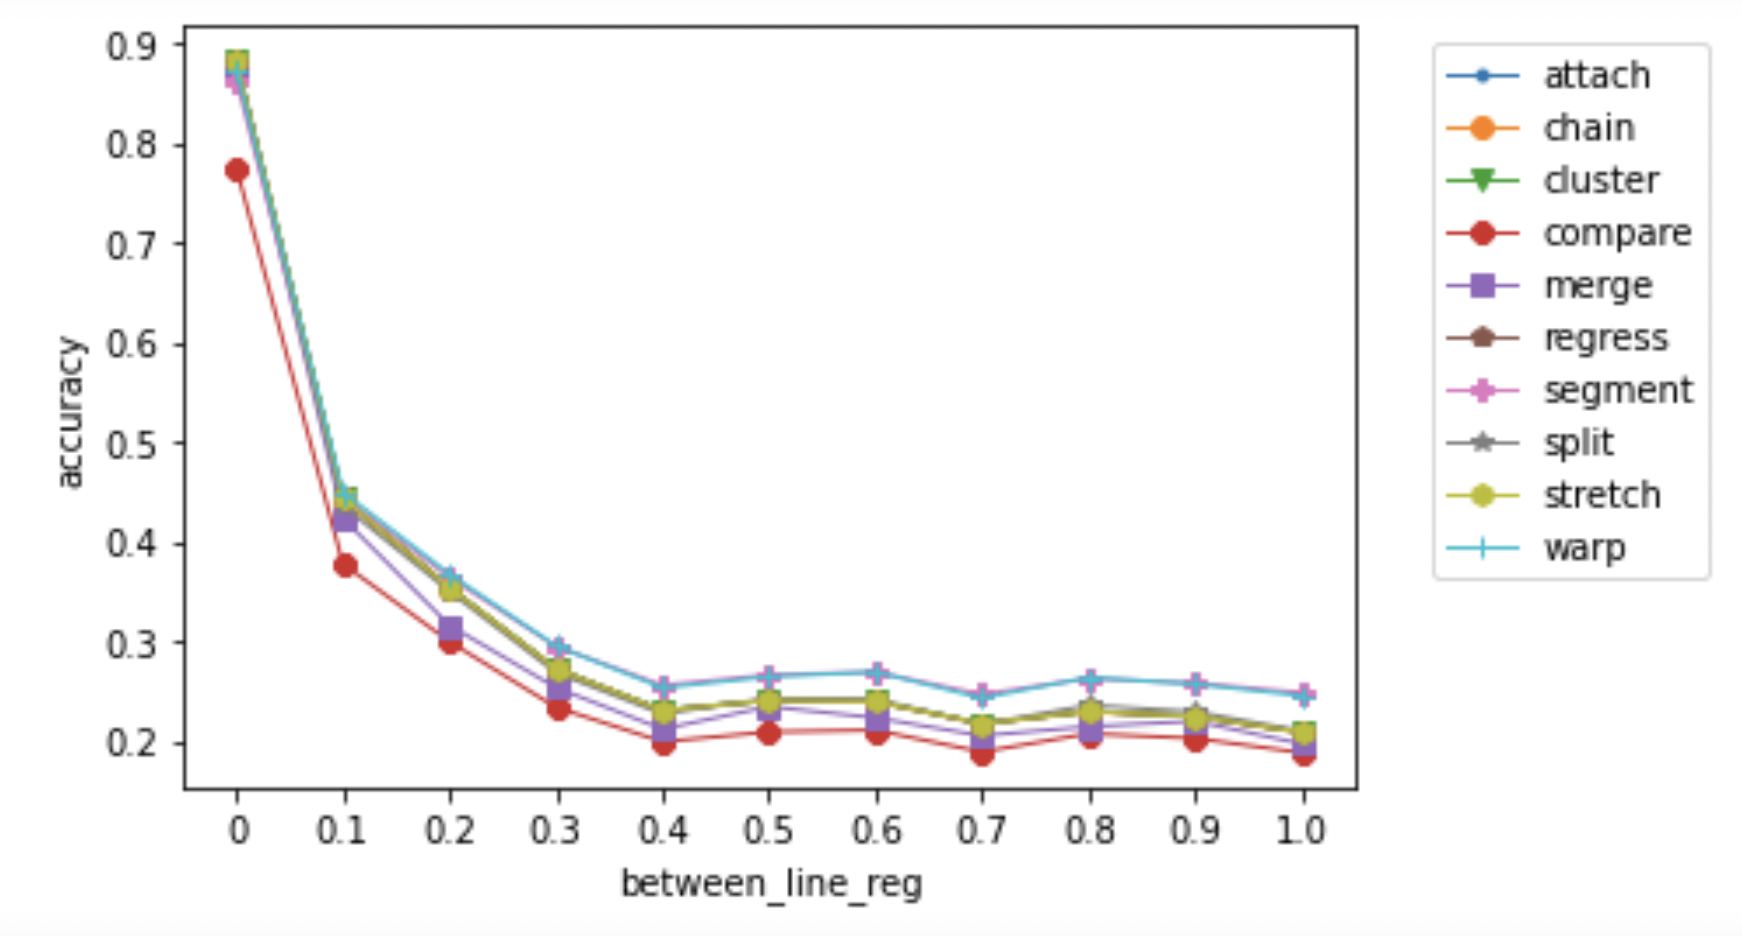 accuracy
0.9
0.8
0.7
0.6
0.5
0.4
0.3
0.2
0 0.1 0.2 0.3 0.4 0.5 0.6 0.7 0.8 0.9 1.0
between_line_reg
attach
chain
cluster
compare
merge
regress
segment
split
stretch
warp